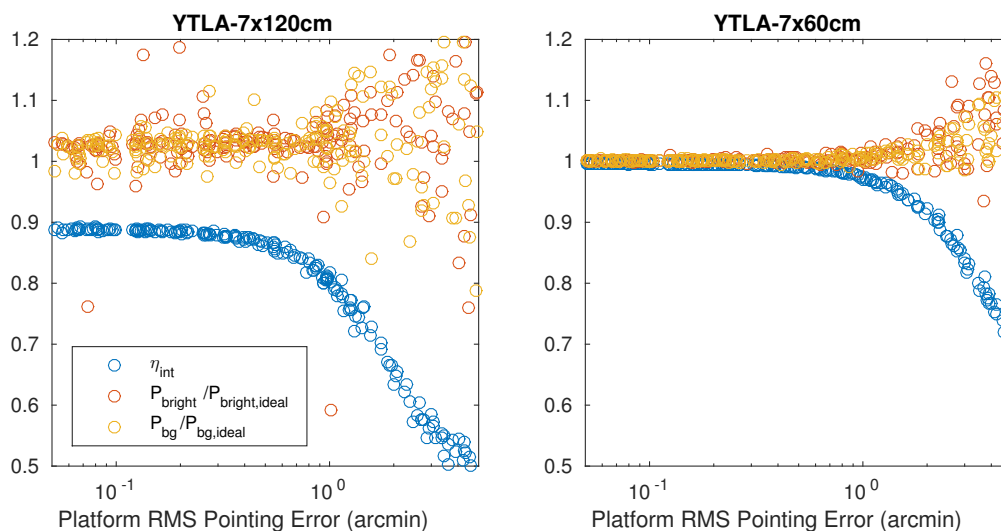 YTLA-7x120cm
1.2
1.1
1
0.9
0.8
0.7
0.6
0.5
η_int
P_bright /P_bright,ideal
P_bg /P_bg,ideal
10^-1
10^0
Platform RMS Pointing Error (arcmin)
YTLA-7x60cm
1.2
1.1
1
0.9
0.8
0.7
0.6
0.5
10^-1
10^0
Platform RMS Pointing Error (arcmin)